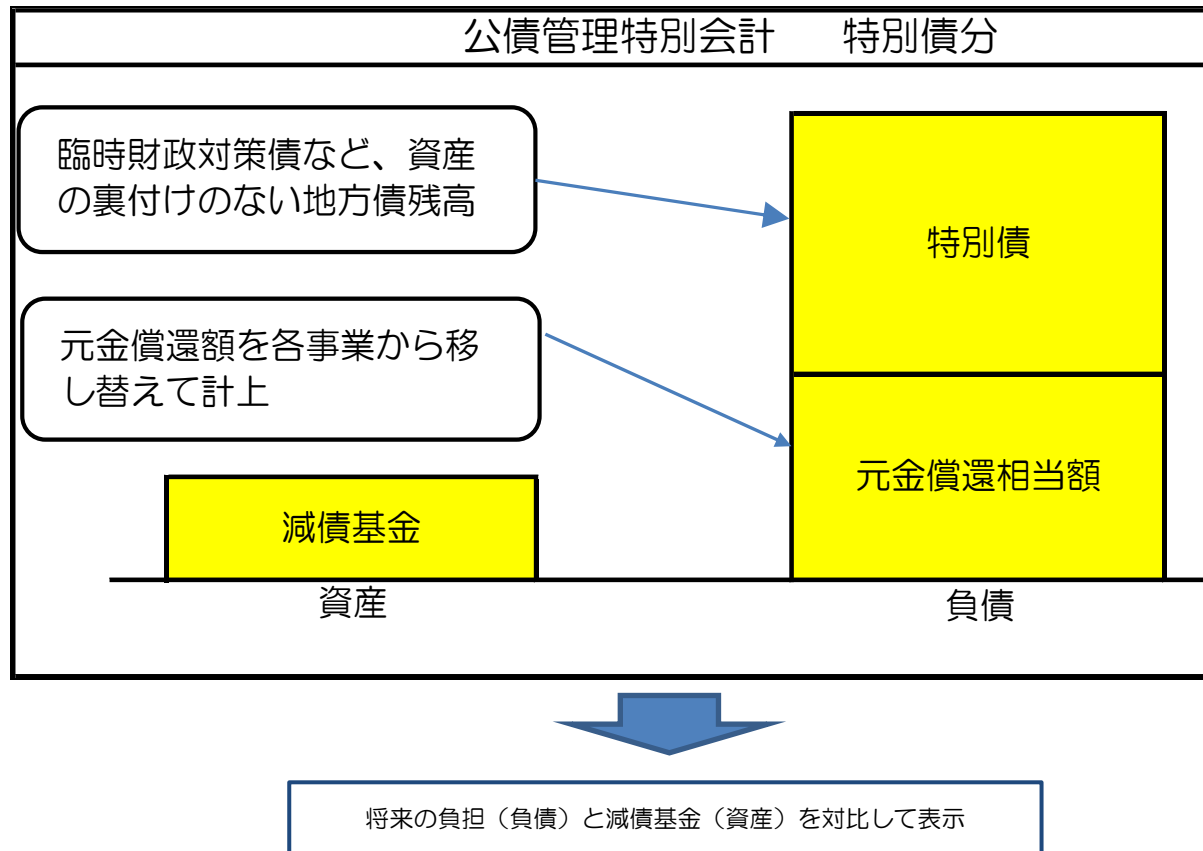 公債管理特別会計　特別債分
臨時財政対策債など、資産
の裏付けのない地方債残高
特別債
元金償還額を各事業から移
し替えて計上
元金償還相当額
減債基金
資産
負債
将来の負担（負債）と減債基金（資産）を対比して表示